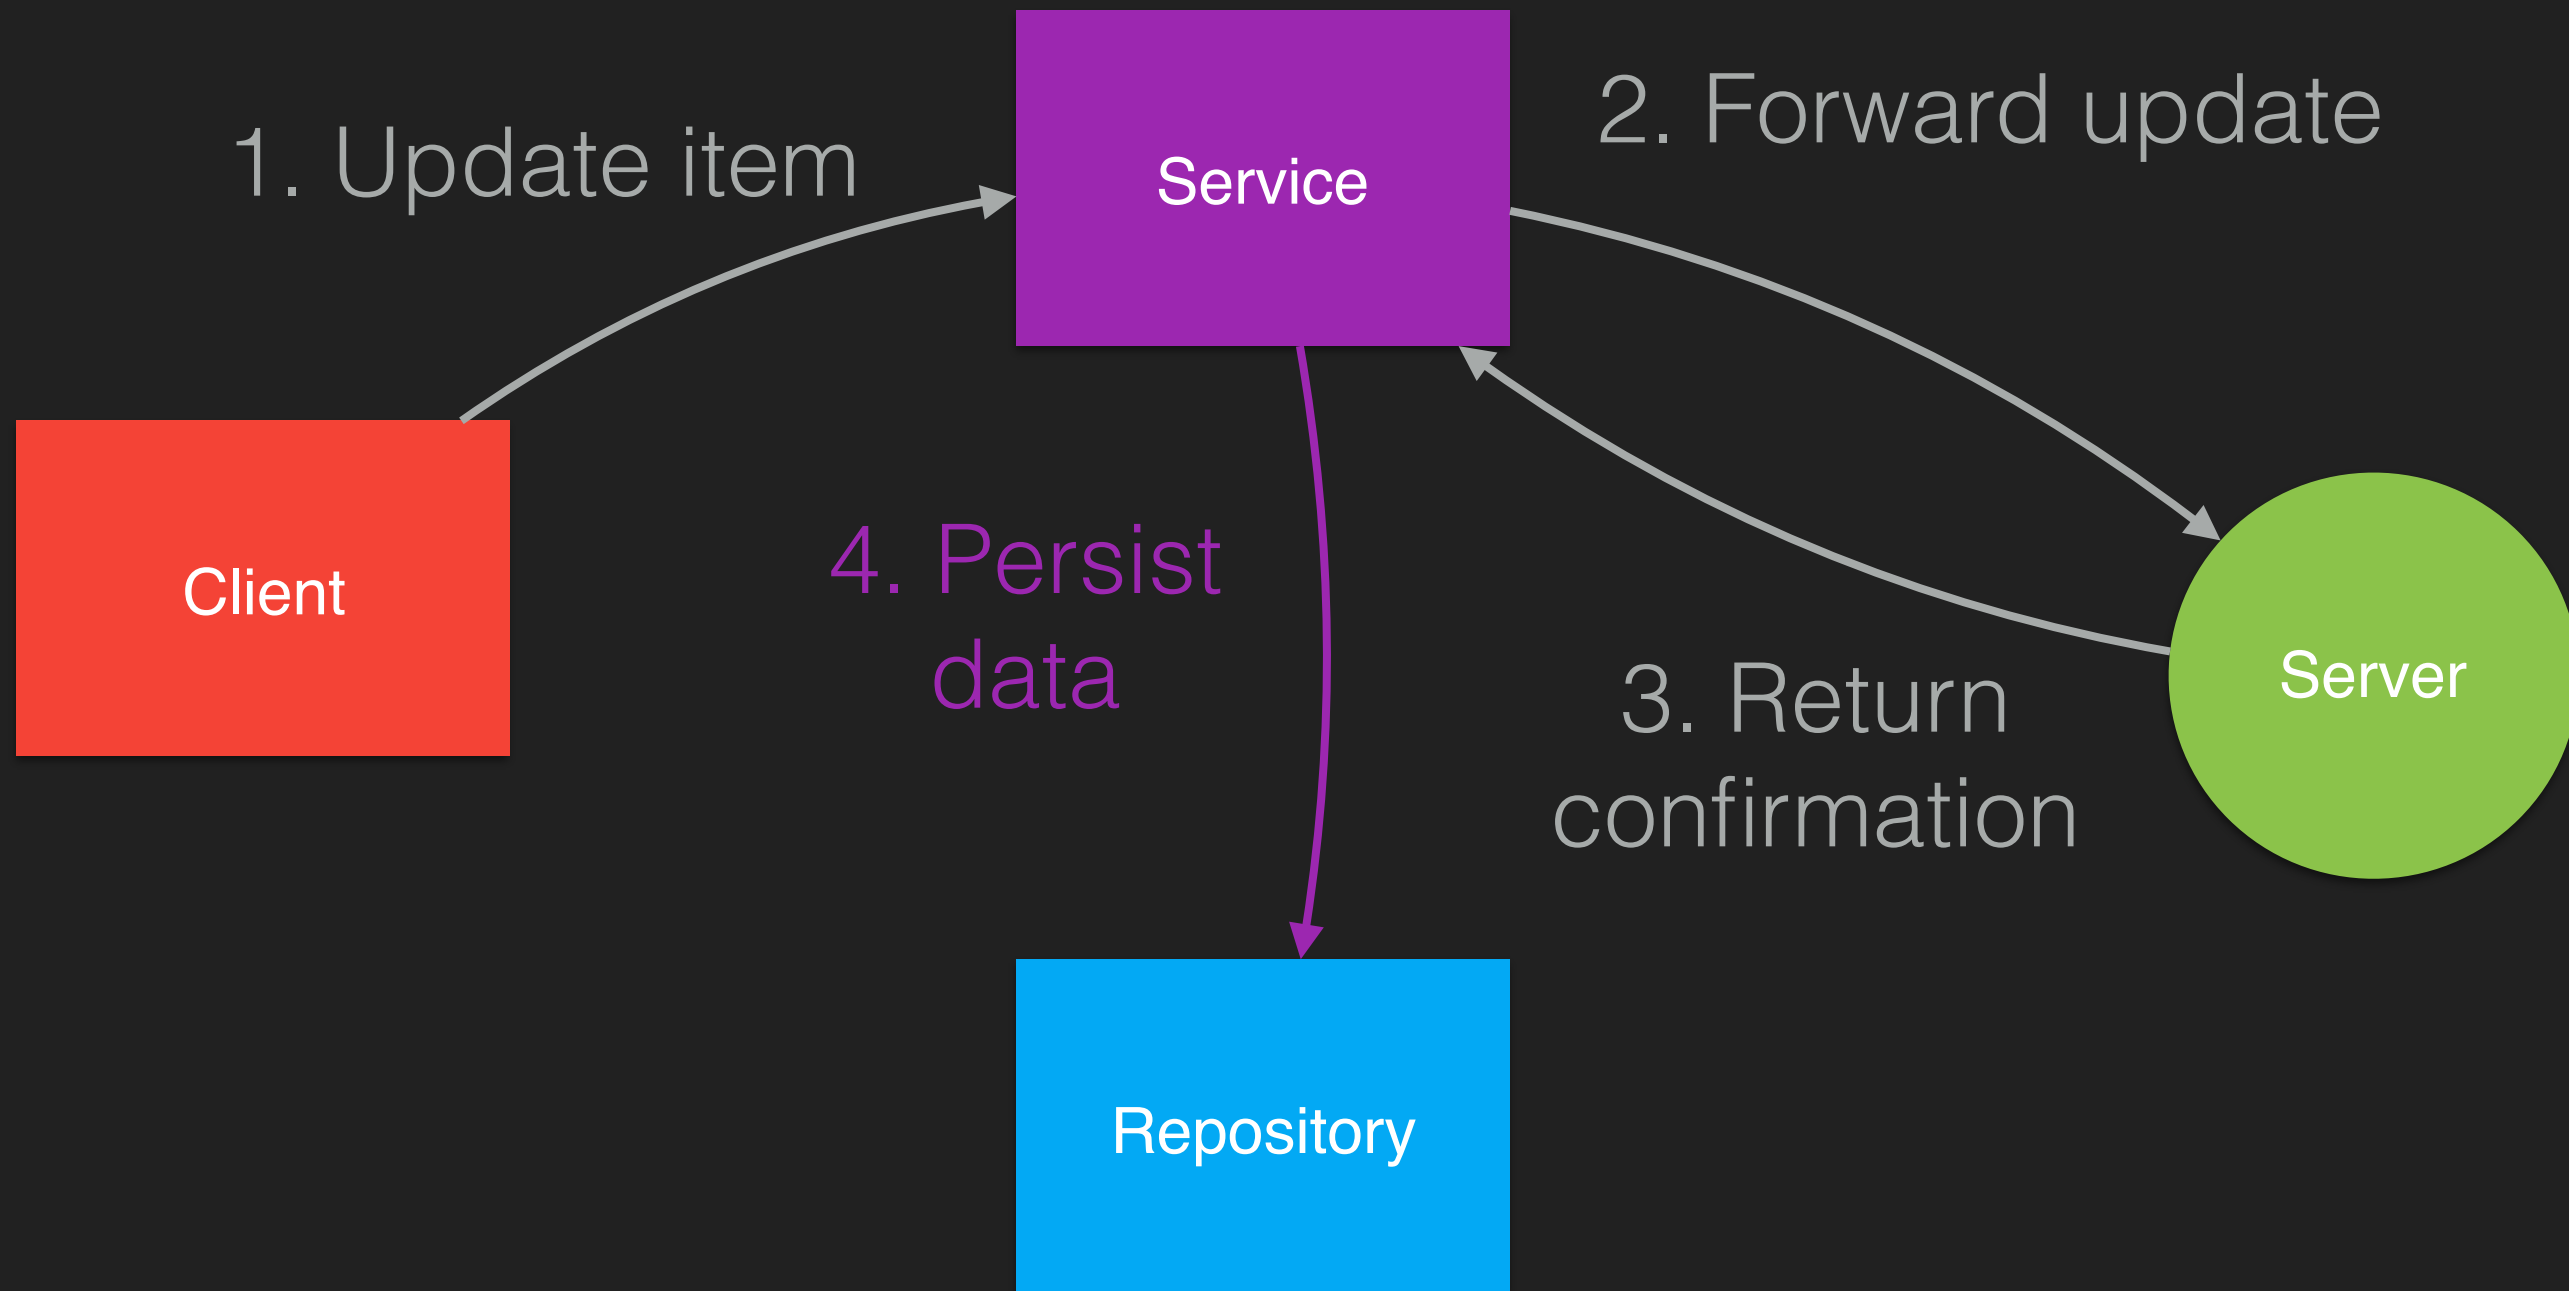 1. Update item
Service
2. Forward update
Client
4. Persist
data
3. Return
confirmation
Server
Repository